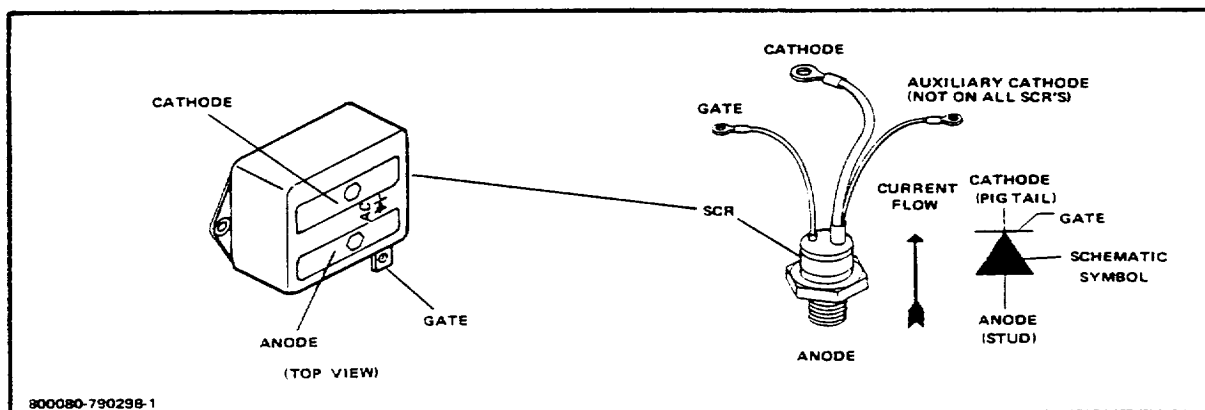 CATHODE
AC
ANODE
(TOP VIEW)
GATE
SCR
CATHODE
GATE
AUXILIARY CATHODE
(NOT ON ALL SCR'S)
ANODE
CURRENT
FLOW
CATHODE
(PIG TAIL)
GATE
SCHEMATIC
SYMBOL
ANODE
(STUD)
800080-790298-1